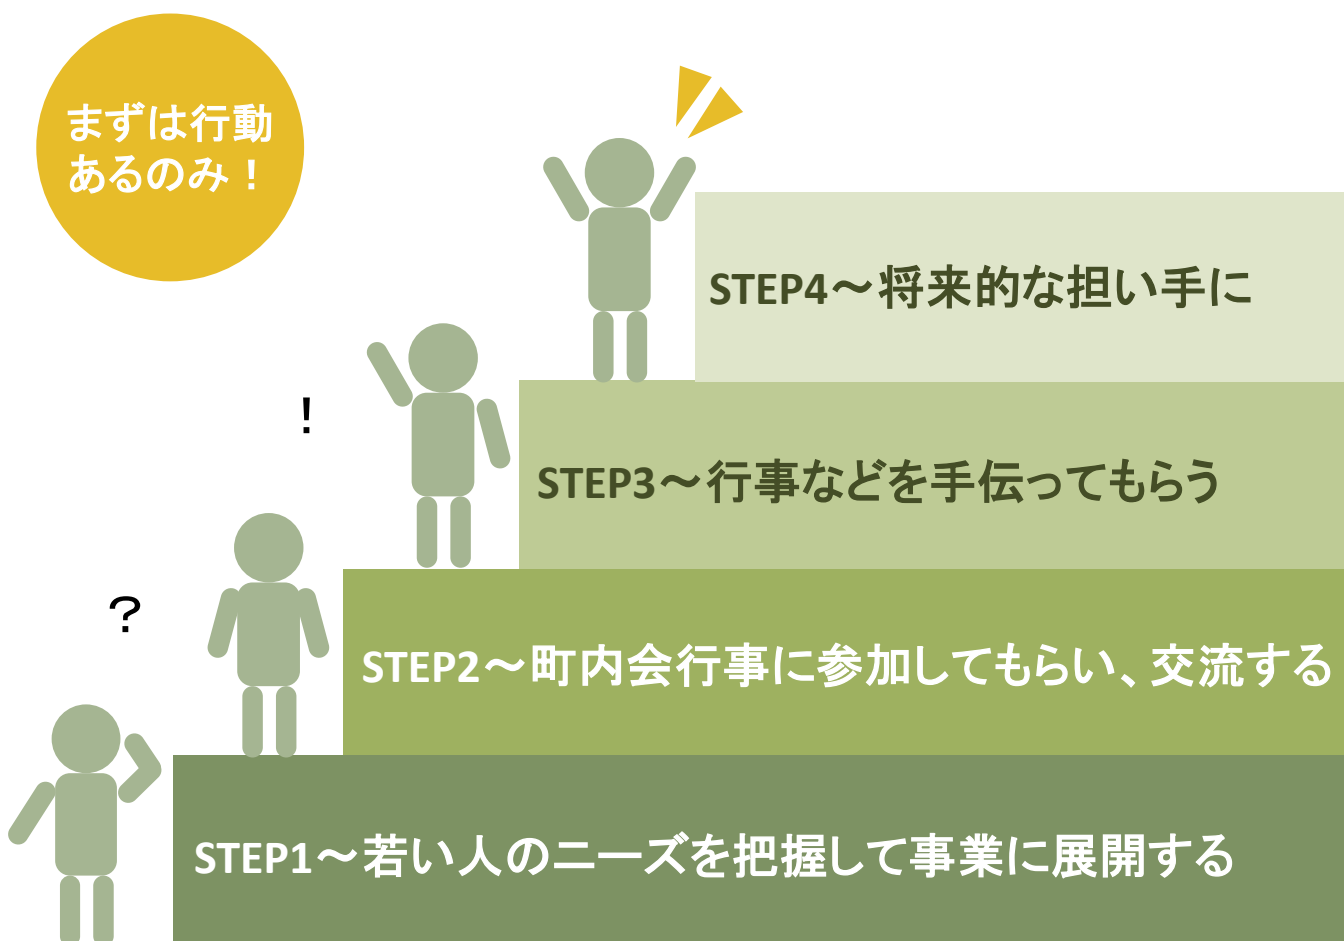 まずは行動
あるのみ！
STEP4～将来的な担い手に
！
STEP3～行事などを手伝ってもらう
？
STEP2～町内会行事に参加してもらい、交流する
STEP1～若い人のニーズを把握して事業に展開する